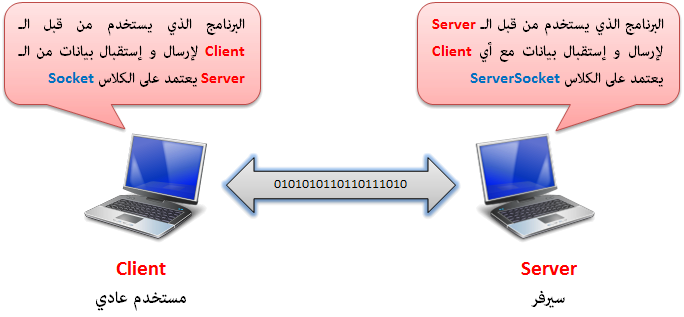 البرنامج الذي يستخدم من قبل الـ Server
لإرسال و إستقبال بيانات مع أي Client
يعتمد على الكلاس ServerSocket
البرنامج الذي يستخدم من قبل الـ
Client لإرسال و إستقبال بيانات من الـ
Server يعتمد على الكلاس Socket
0101010110110111010
Server
سيرفر
Client
مستخدم عادي